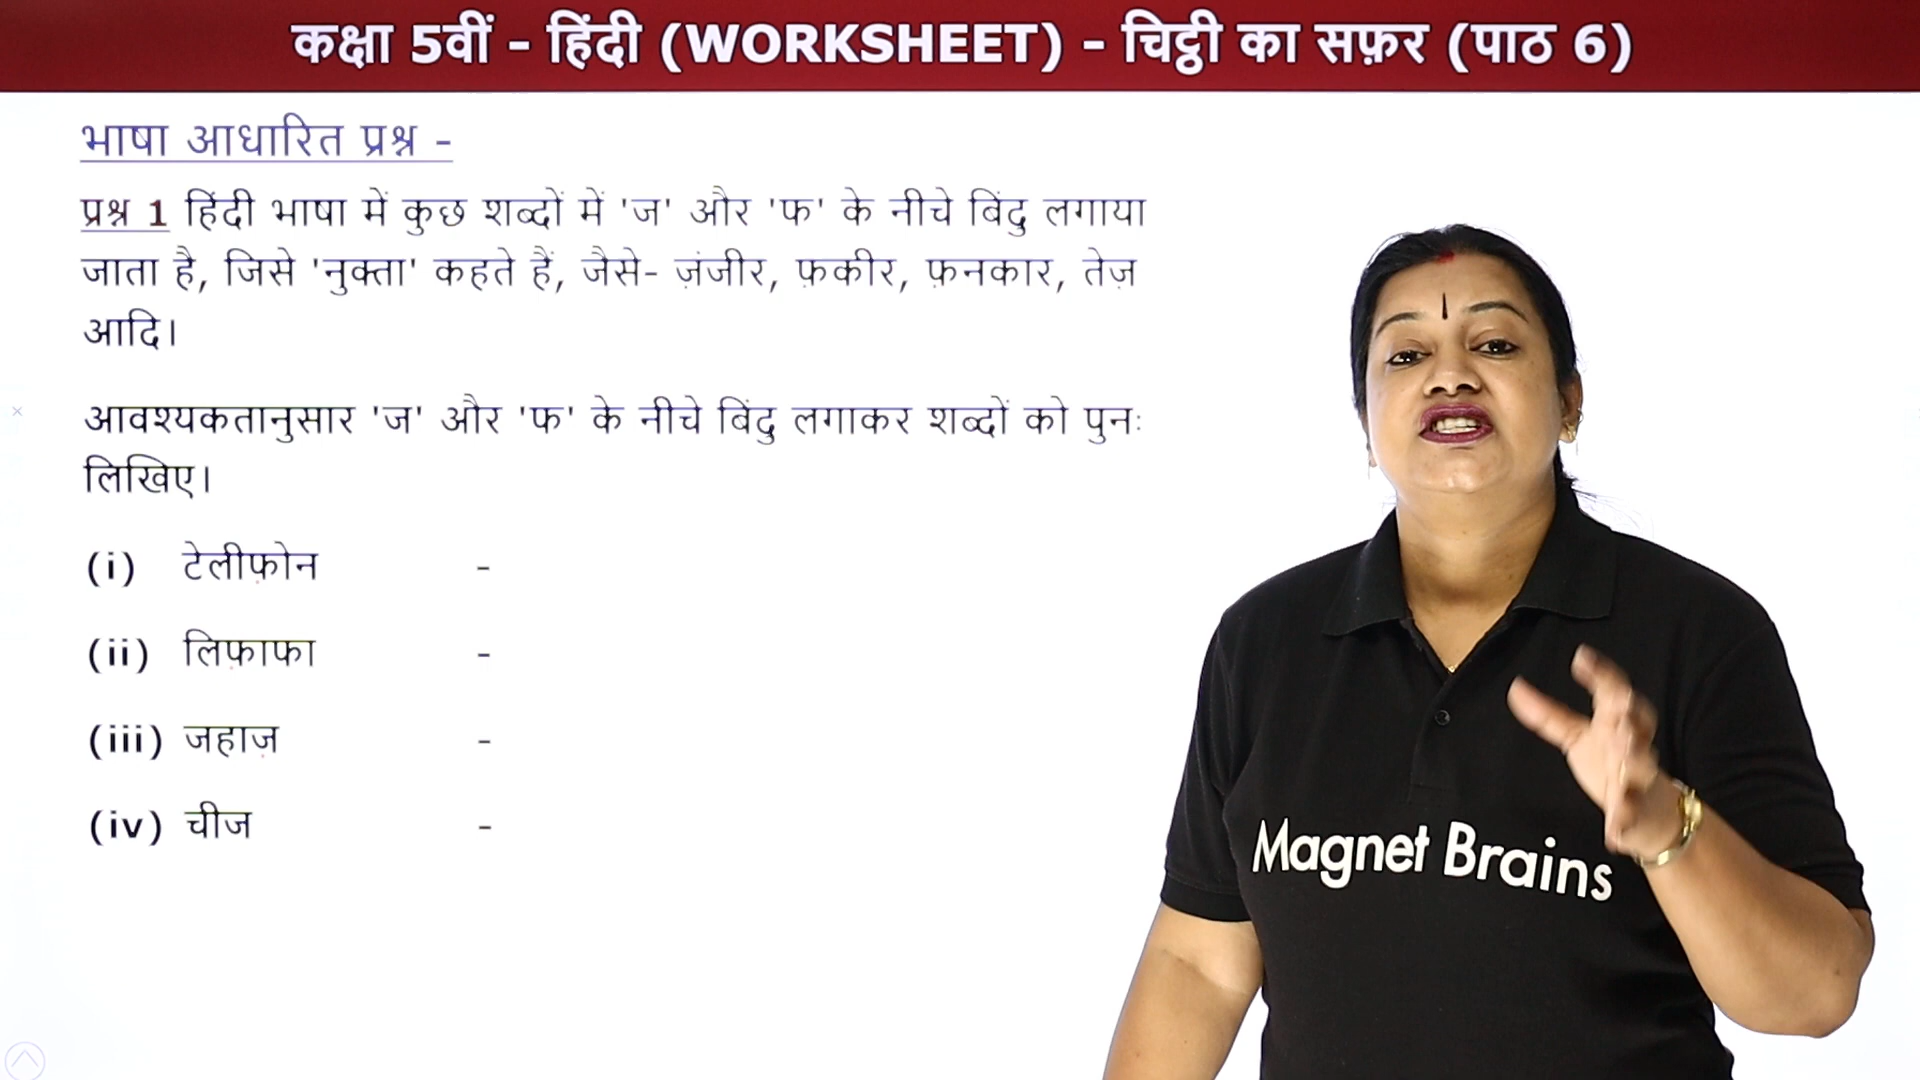 कक्षा 5वीं - हिंदी (WORKSHEET) - चिट्ठी का सफ़र (पाठ 6)
भाषा आधारित प्रश्न -
प्रश्न 1 हिंदी भाषा में कुछ शब्दों में 'ज' और 'फ' के नीचे बिंदु लगाया
जाता है, जिसे 'नुक्ता' कहते हैं, जैसे- ज़ंजीर, फ़कीर, फ़नकार, तेज़
आदि।
आवश्यकतानुसार 'ज' और 'फ' के नीचे बिंदु लगाकर शब्दों को पुनः
लिखिए।
(i) टेलीफ़ोन -
(ii) लिफ़ाफा -
(iii) जहाज़ -
(iv) चीज -
Magnet Brains